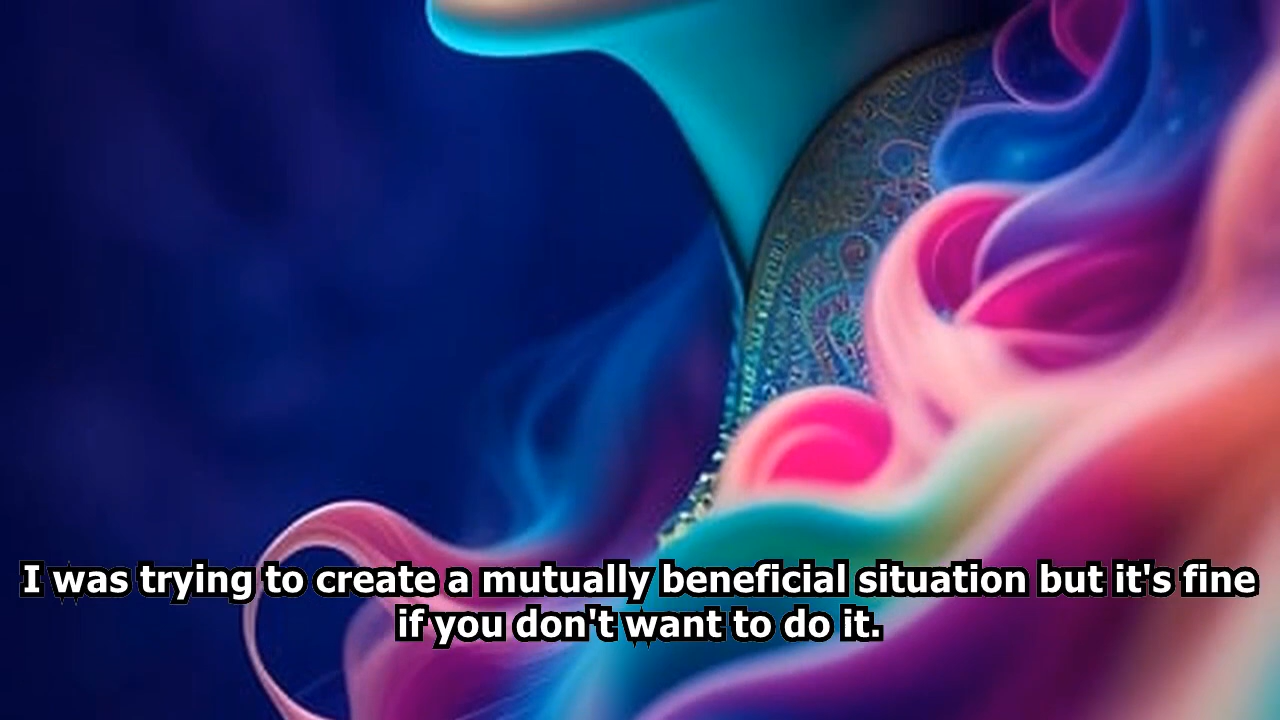 I was trying to create a mutually beneficial situation but it's fine
if you don't want to do it.